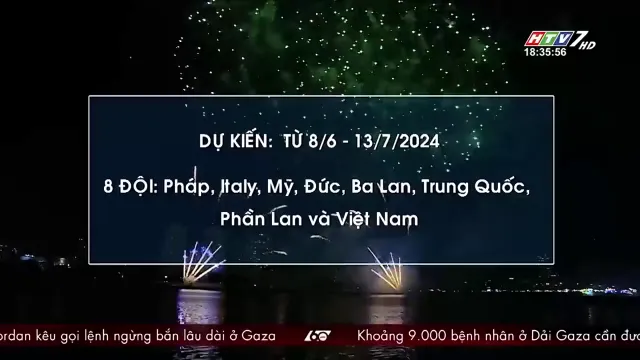 HTV7 HD
18:35:56
DỰ KIẾN: TỪ 8/6 - 13/7/2024
8 ĐỘI: Pháp, Italy, Mỹ, Đức, Ba Lan, Trung Quốc,
Phần Lan và Việt Nam
ordan kêu gọi lệnh ngừng bắn lâu dài ở Gaza
Khoảng 9.000 bệnh nhân ở Dải Gaza cần đư